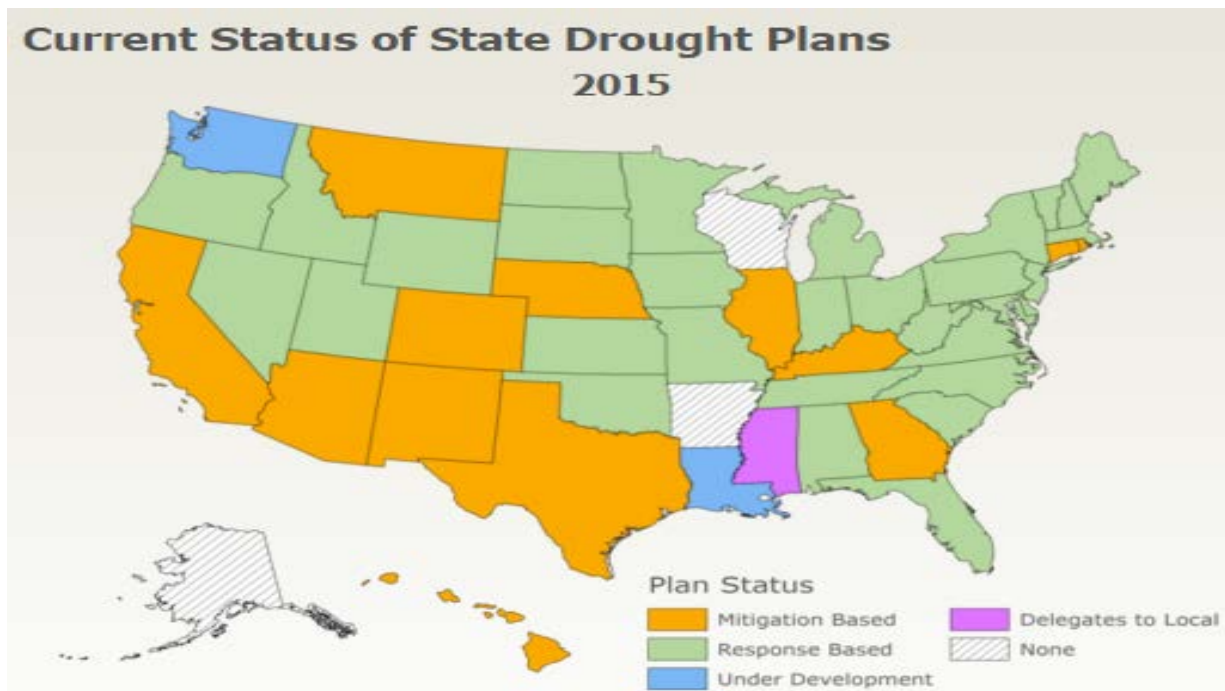 Current Status of State Drought Plans
2015
Plan Status
Mitigation Based
Response Based
Under Development
Delegates to Local
None